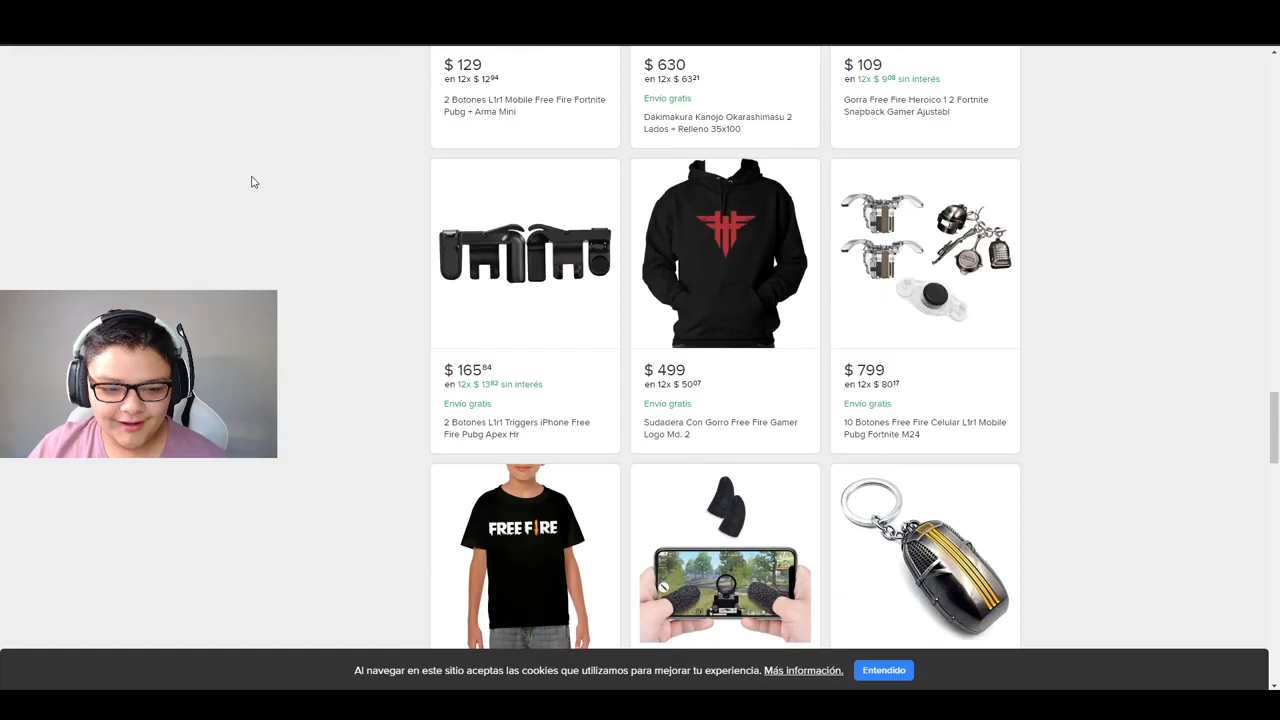 $ 129
en 12x $ 12⁹⁴
2 Botones L1r1 Mobile Free Fire Fortnite
Pubg + Arma Mini
$ 630
en 12x $ 63²¹
Envío gratis
Dakimakura Kanojo Okarashimasu 2
Lados + Relleno 35x100
$ 109
en 12x $ 9⁰⁸ sin interés
Gorra Free Fire Heroico 1 2 Fortnite
Snapback Gamer Ajustabl
$ 165⁸⁴
en 12x $ 13⁸² sin interés
Envío gratis
2 Botones L1r1 Triggers iPhone Free
Fire Pubg Apex Hr
$ 499
en 12x $ 50⁰⁷
Envío gratis
Sudadera Con Gorro Free Fire Gamer
Logo Md. 2
$ 799
en 12x $ 80¹⁷
Envío gratis
10 Botones Free Fire Celular L1r1 Mobile
Pubg Fortnite M24
FREE FIRE
Al navegar en este sitio aceptas las cookies que utilizamos para mejorar tu experiencia. Más información.
Entendido